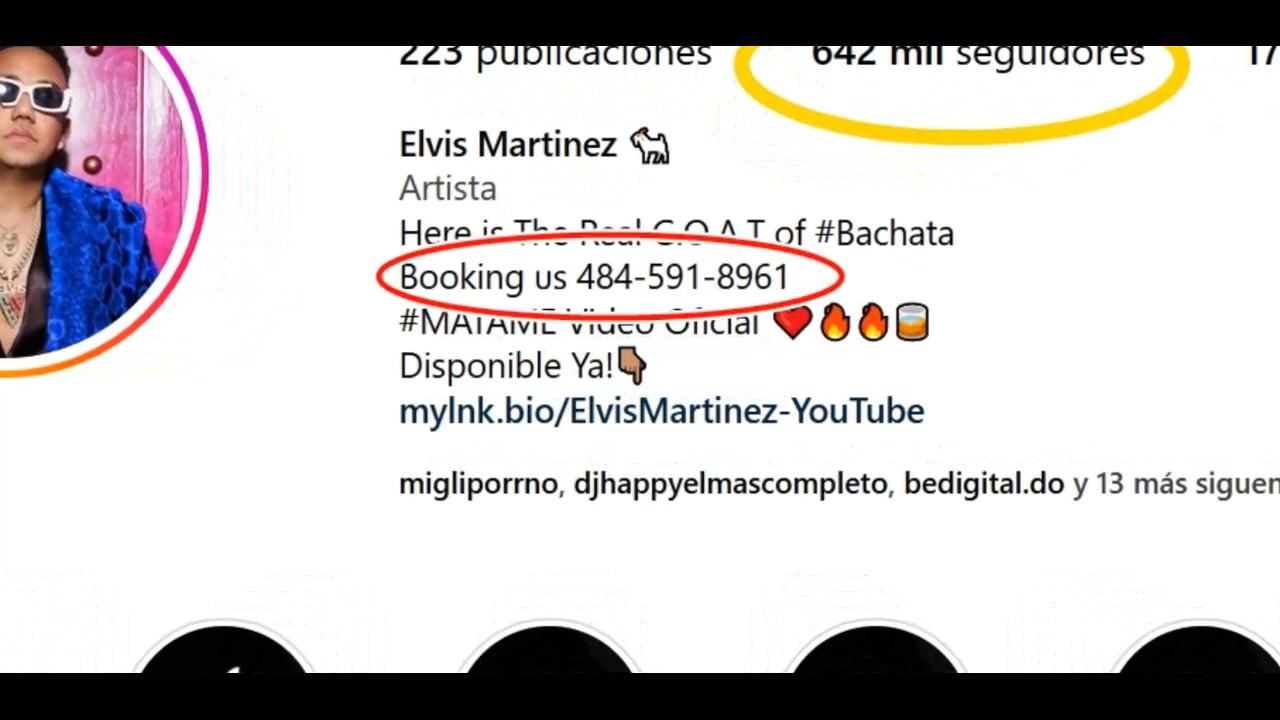 223 publicaciones 642 mil seguidores 17
Elvis Martinez 🐐
Artista
Here is The Real G.O.A.T of #Bachata
Booking us 484-591-8961
#MATAME Video Oficial ❤️🔥🔥🥃
Disponible Ya!👇🏽
mylnk.bio/ElvisMartinez-YouTube
migliporrno, djhappyelmascompleto, bedigital.do y 13 más siguen